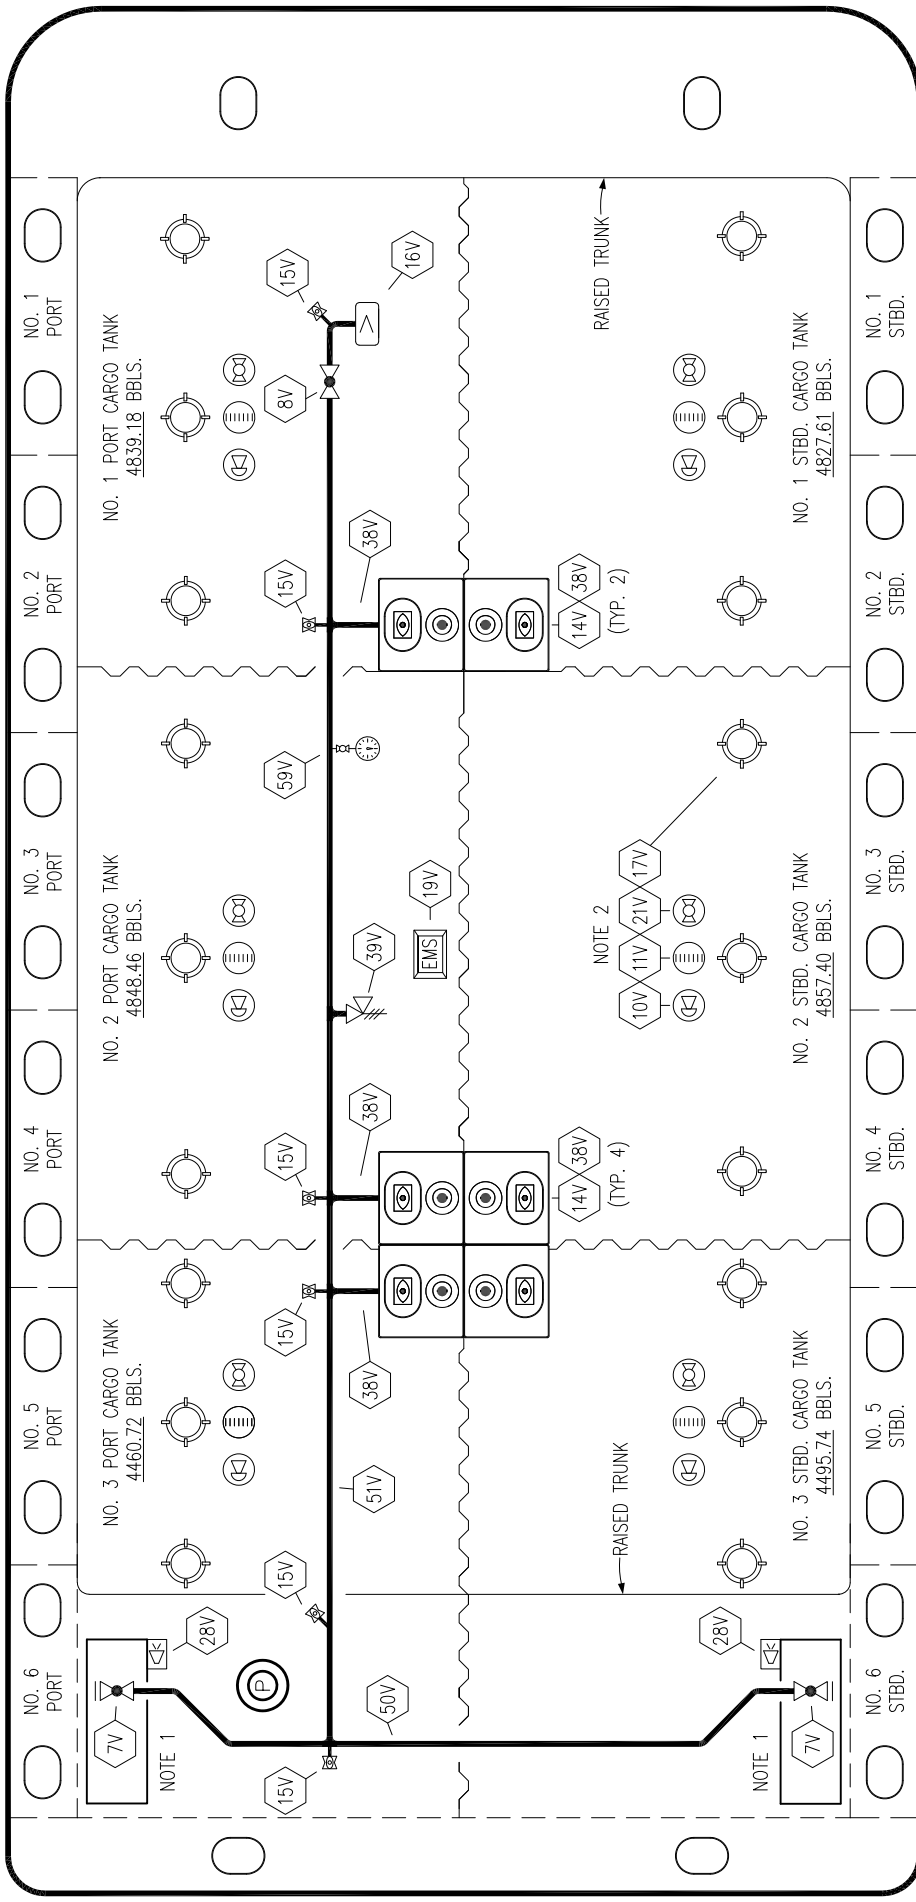 NO. 6
PORT
NO. 5
PORT
NO. 4
PORT
NO. 3
PORT
NO. 2
PORT
NO. 1
PORT
7V
NOTE 1
28V
P
15V
15V
50V
NO. 3 PORT CARGO TANK
4460.72 BBLS.
51V
15V
38V
15V
38V
NO. 2 PORT CARGO TANK
4848.46 BBLS.
39V
EMS
19V
59V
15V
38V
NO. 1 PORT CARGO TANK
4839.18 BBLS.
8V
15V
16V
RAISED TRUNK
14V
38V
(TYP. 4)
NOTE 2
10V
11V
21V
17V
14V
38V
(TYP. 2)
RAISED TRUNK
28V
NOTE 1
7V
NO. 3 STBD. CARGO TANK
4495.74 BBLS.
NO. 2 STBD. CARGO TANK
4857.40 BBLS.
NO. 1 STBD. CARGO TANK
4827.61 BBLS.
NO. 6
STBD.
NO. 5
STBD.
NO. 4
STBD.
NO. 3
STBD.
NO. 2
STBD.
NO. 1
STBD.